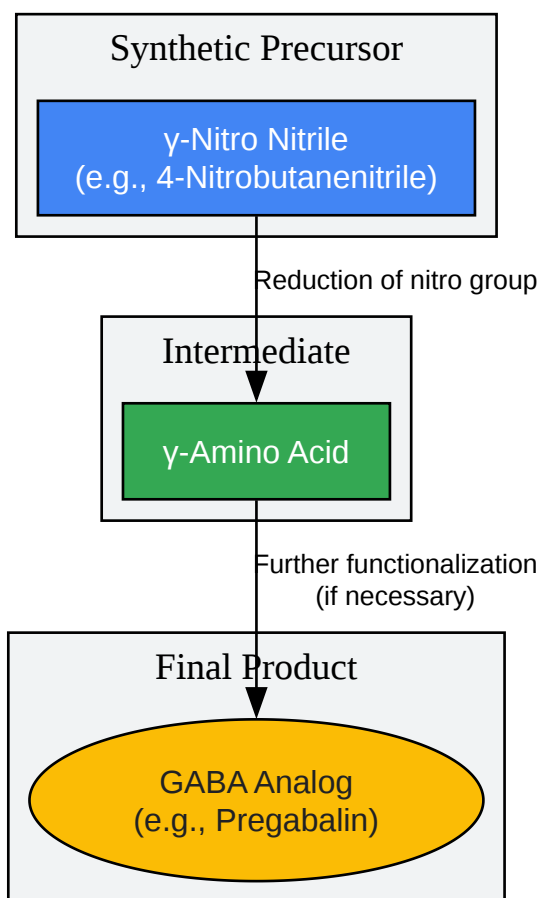 Synthetic Precursor
γ-Nitro Nitrile
(e.g., 4-Nitrobutanenitrile)
Reduction of nitro group
Intermediate
γ-Amino Acid
Further functionalization
(if necessary)
Final Product
GABA Analog
(e.g., Pregabalin)